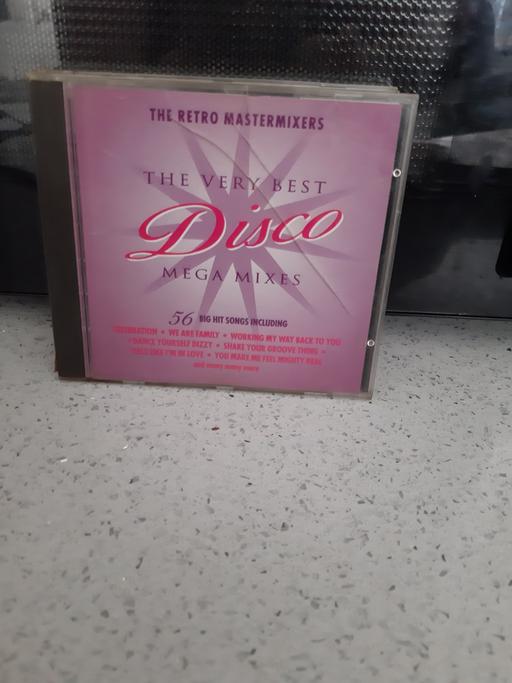 THE RETRO MASTERMIXERS
THE VERY BEST
Disco
MEGA MIXES
56 BIG HIT SONGS INCLUDING
CELEBRATION • WE ARE FAMILY • WORKING MY WAY BACK TO YOU
• DANCE YOURSELF DIZZY • SHAKE YOUR GROOVE THING •
FEELS LIKE I'M IN LOVE • YOU MAKE ME FEEL MIGHTY REAL
and many many more